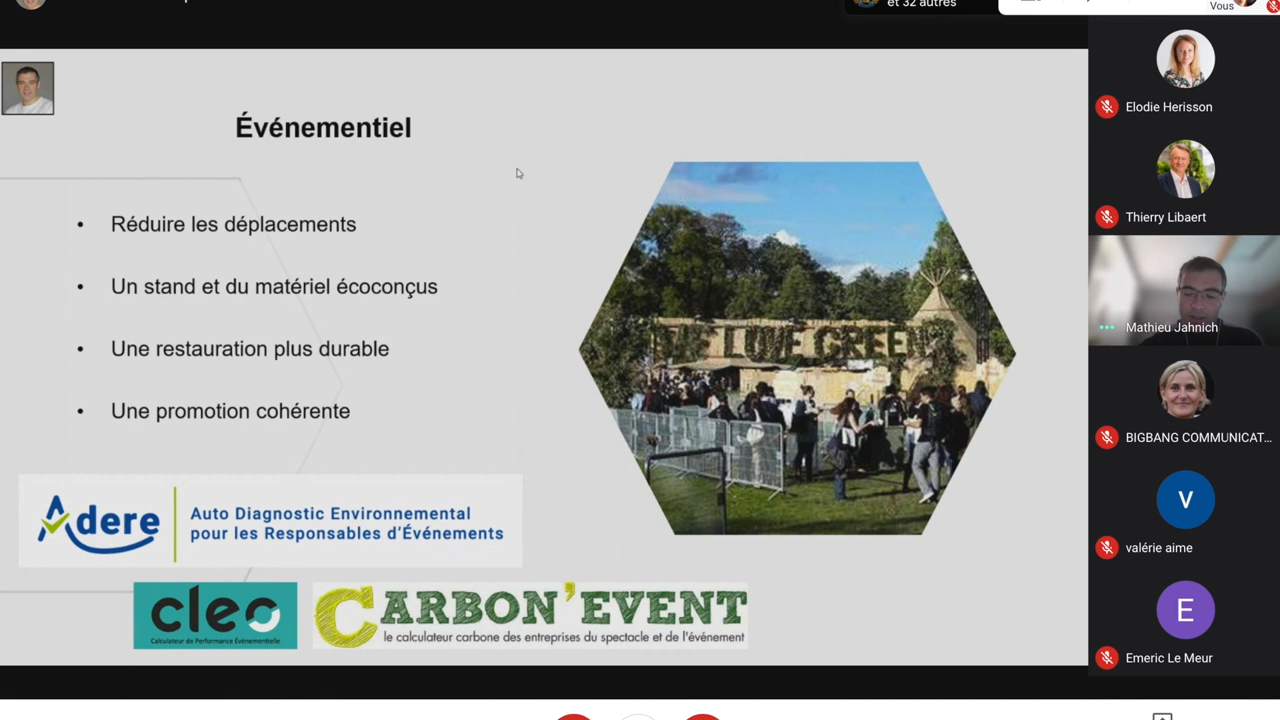 et 32 autres
Vous
Événementiel
• Réduire les déplacements
• Un stand et du matériel écoconçus
• Une restauration plus durable
• Une promotion cohérente
WE LOVE GREEN
Adere
Auto Diagnostic Environnemental
pour les Responsables d'Événements
cleo
Calculateur de Performance Événementielle
CARBON'EVENT
le calculateur carbone des entreprises du spectacle et de l'événement
Elodie Herisson
Thierry Libaert
Mathieu Jahnich
BIGBANG COMMUNICAT...
V
valérie aime
E
Emeric Le Meur